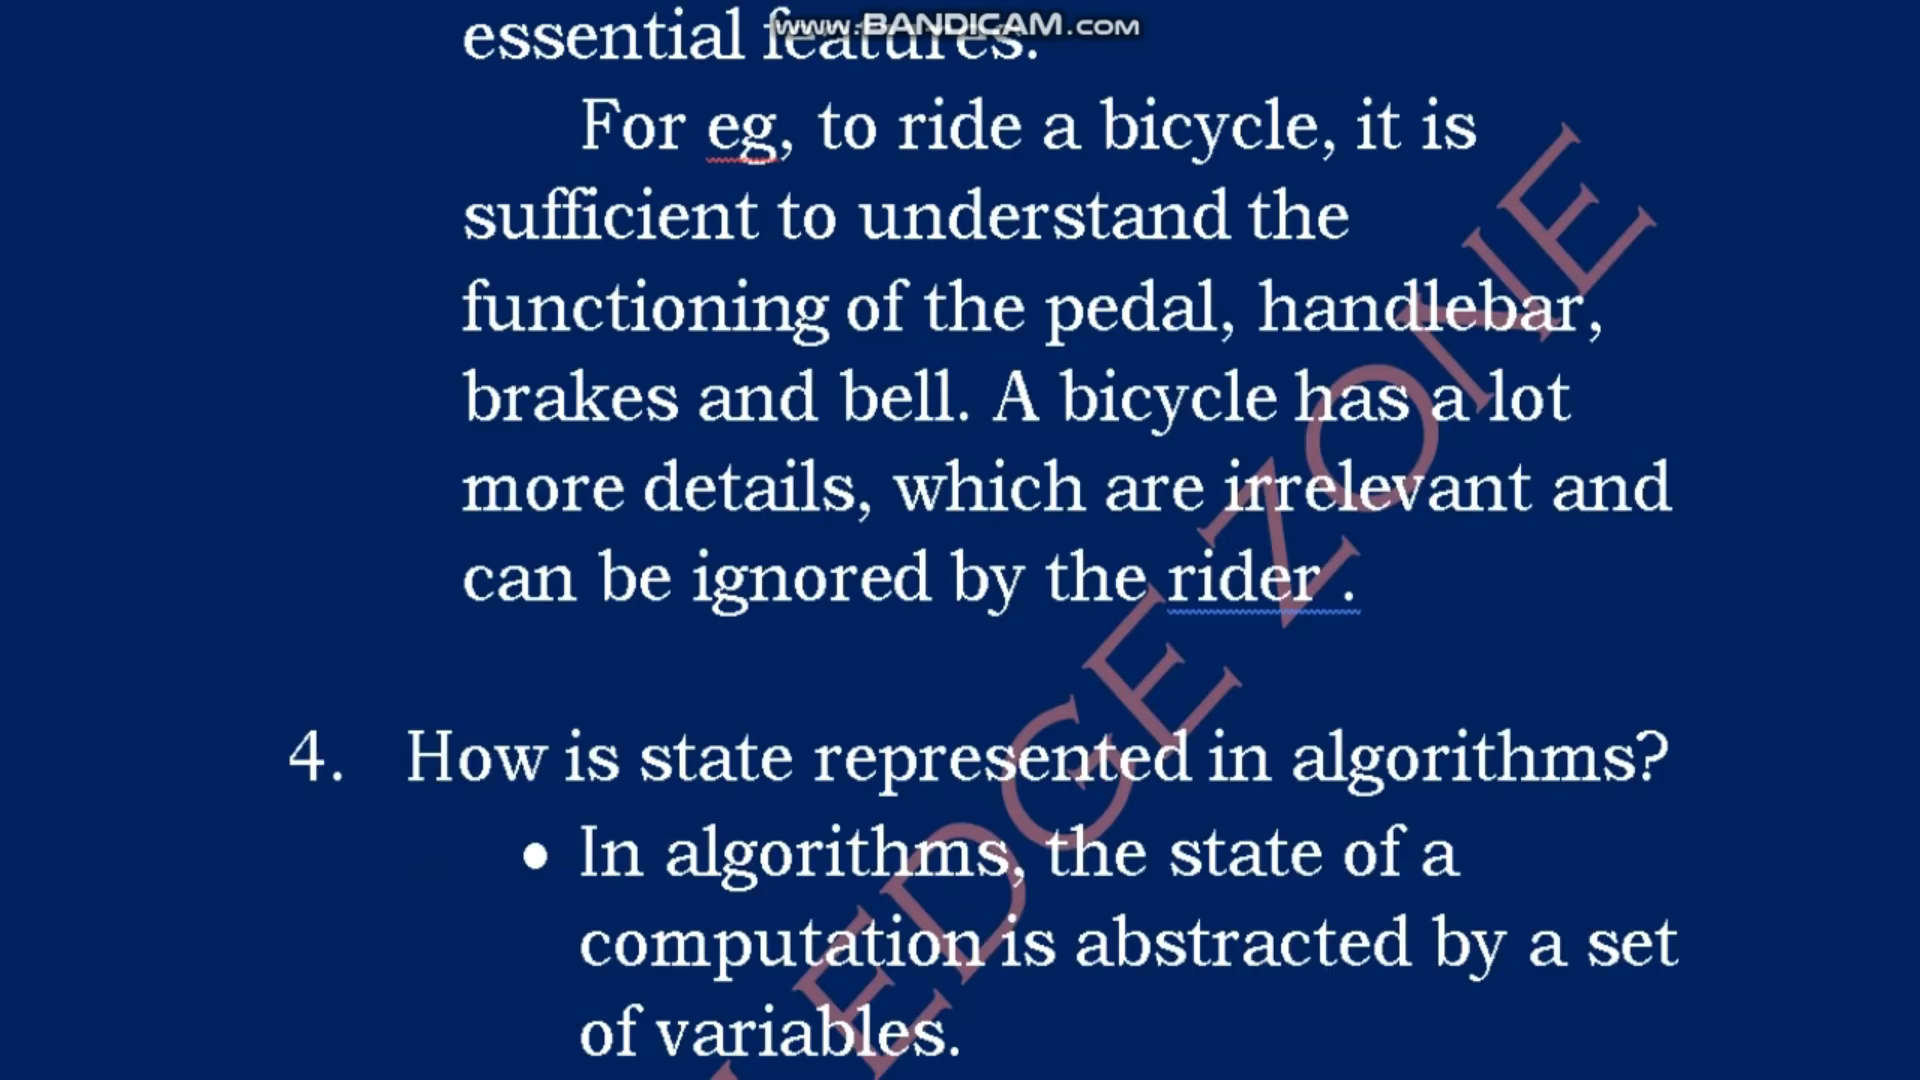 www.BANDICAM.com
essential features.
For eg, to ride a bicycle, it is
sufficient to understand the
functioning of the pedal, handlebar,
brakes and bell. A bicycle has a lot
more details, which are irrelevant and
can be ignored by the rider .
4. How is state represented in algorithms?
• In algorithms, the state of a
computation is abstracted by a set
of variables.
EDGE ZONE